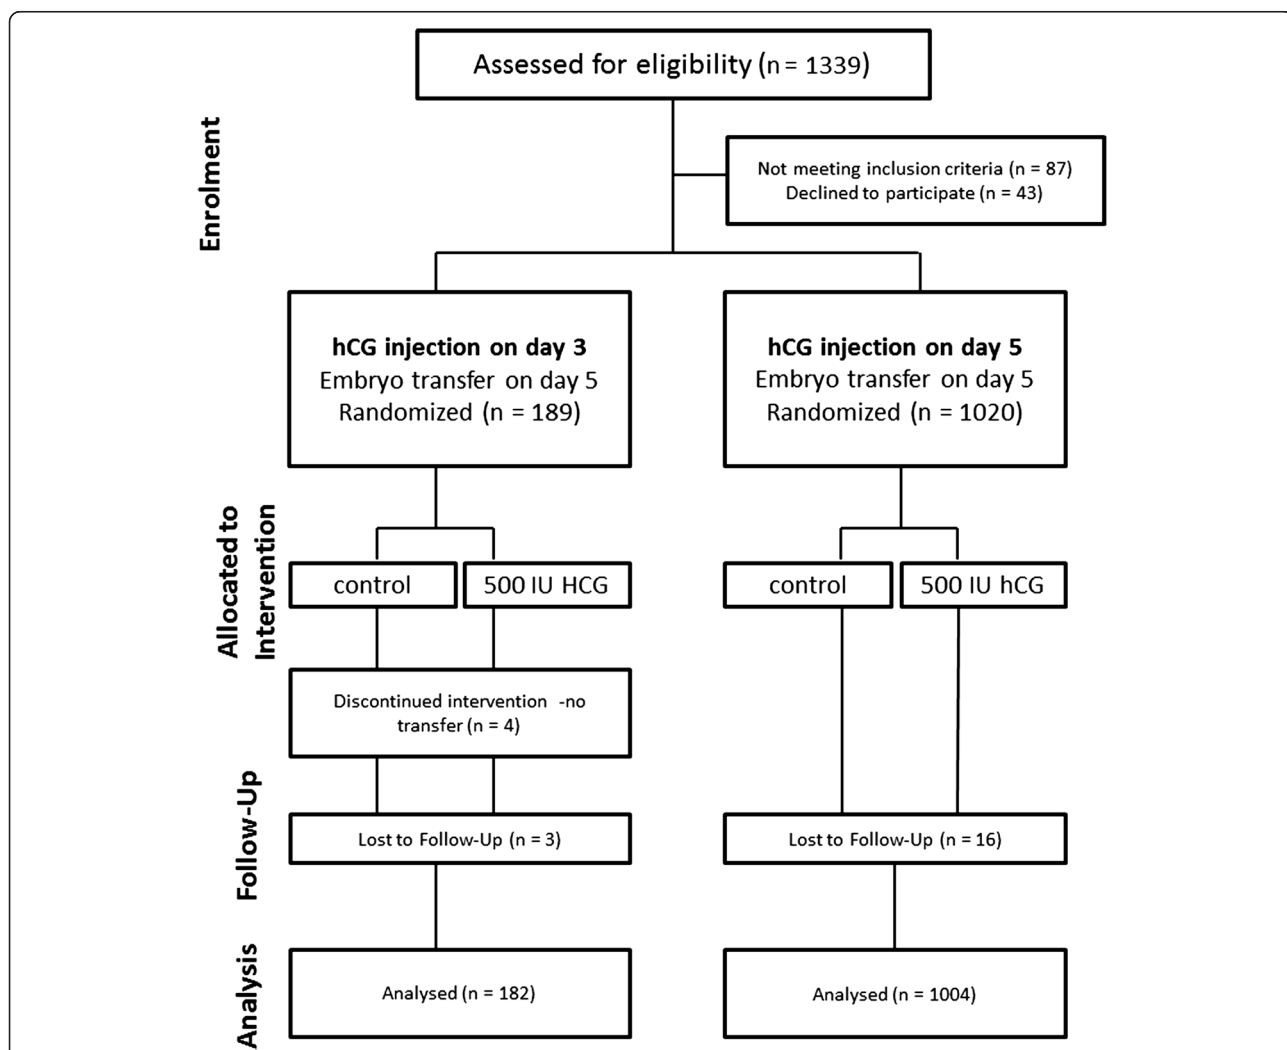 Assessed for eligibility (n = 1339)
Enrolment
Not meeting inclusion criteria (n = 87)
Declined to participate (n = 43)
hCG injection on day 3
Embryo transfer on day 5
Randomized (n = 189)
hCG injection on day 5
Embryo transfer on day 5
Randomized (n = 1020)
Allocated to
Intervention
control
500 IU HCG
control
500 IU hCG
Discontinued intervention -no
transfer (n = 4)
Follow-Up
Lost to Follow-Up (n = 3)
Lost to Follow-Up (n = 16)
Analysis
Analysed (n = 182)
Analysed (n = 1004)